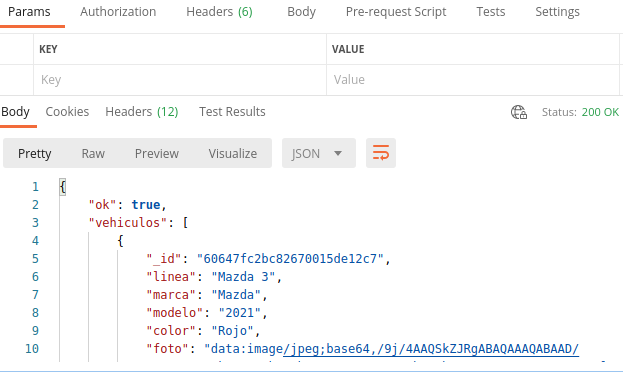 Params Authorization Headers (6) Body Pre-request Script Tests Settings
KEY VALUE
Key Value
Body Cookies Headers (12) Test Results Status: 200 OK
Pretty Raw Preview Visualize JSON
1 {
2 "ok": true,
3 "vehiculos": [
4 {
5 "_id": "60647fc2bc82670015de12c7",
6 "linea": "Mazda 3",
7 "marca": "Mazda",
8 "modelo": "2021",
9 "color": "Rojo",
10 "foto": "data:image/jpeg;base64,/9j/4AAQSkZJRgABAQAAAQABAAD/